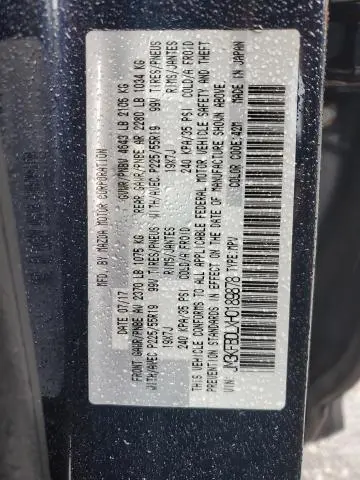 MFD. BY MAZDA MOTOR CORPORATION
DATE: 07/17 GVWR/PNBV 4643 LB 2106 KG
FRONT GAWR/PNBE AV 2370 LB 1075 KG REAR GAWR/PNBE AR 2280 LB 1034 KG
WITH/AVEC P225/55R19 99V TIRES/PNEUS WITH/AVEC P225/55R19 99V TIRES/PNEUS
19X7J RIMS/JANTES 19X7J RIMS/JANTES
240 KPA/35 PSI COLD/A FROID 240 KPA/35 PSI COLD/A FROID
THIS VEHICLE CONFORMS TO ALL APPLICABLE FEDERAL MOTOR VEHICLE SAFETY, BUMPER, AND THEFT
PREVENTION STANDARDS IN EFFECT ON THE DATE OF MANUFACTURE SHOWN ABOVE.
TYPE:MPV COLOR CODE:42M MADE IN JAPAN